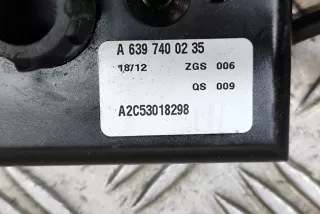 A 639 740 02 35
18/12 ZGS 006
QS 009
A2C53018298